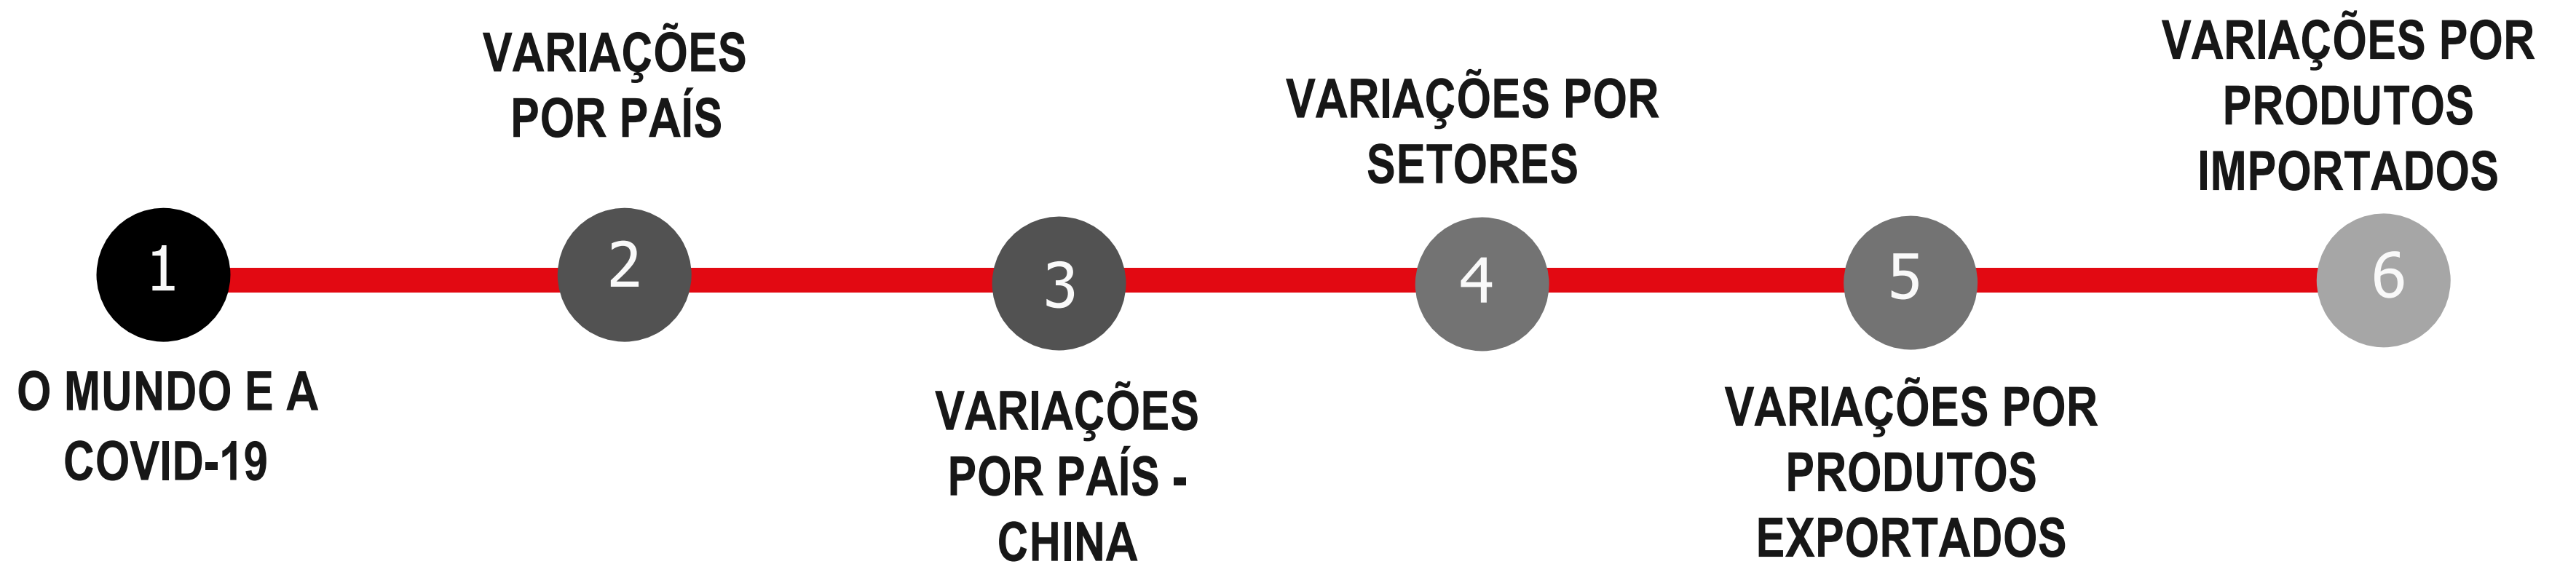 1
O MUNDO E A
COVID-19
2
VARIAÇÕES
POR PAÍS
3
VARIAÇÕES
POR PAÍS -
CHINA
4
VARIAÇÕES POR
SETORES
5
VARIAÇÕES POR
PRODUTOS
EXPORTADOS
6
VARIAÇÕES POR
PRODUTOS
IMPORTADOS